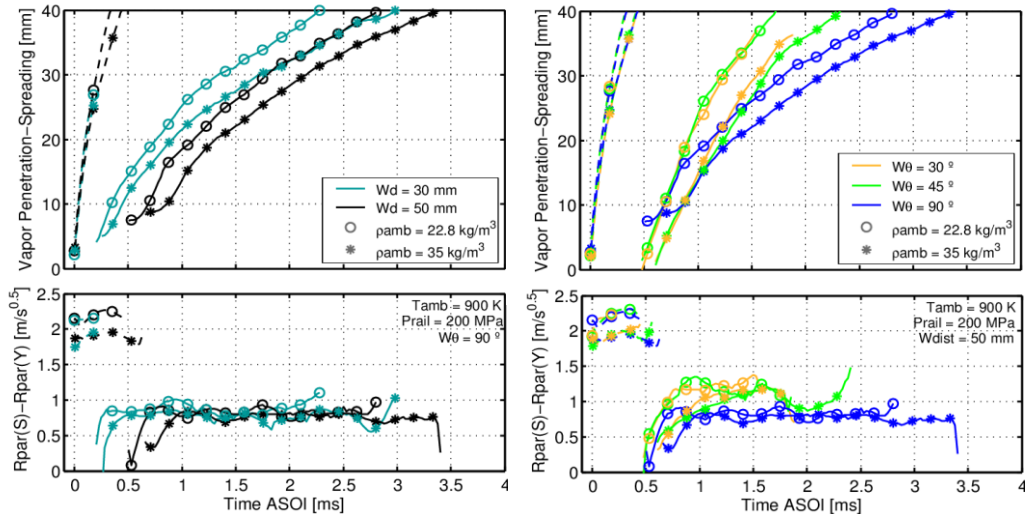 Vapor Penetration-Spreading [mm]
40
30
20
10
0
Wd = 30 mm
Wd = 50 mm
ρamb = 22.8 kg/m³
ρamb = 35 kg/m³
Vapor Penetration-Spreading [mm]
40
30
20
10
0
Wθ = 30 º
Wθ = 45 º
Wθ = 90 º
ρamb = 22.8 kg/m³
ρamb = 35 kg/m³
Rpar(S)-Rpar(Y) [m/s^0.5]
2.5
2
1.5
1
0.5
0
Tamb = 900 K
Prail = 200 MPa
Wθ = 90 º
0 0.5 1 1.5 2 2.5 3 3.5 4
Time ASOI [ms]
Rpar(S)-Rpar(Y) [m/s^0.5]
2.5
2
1.5
1
0.5
0
Tamb = 900 K
Prail = 200 MPa
Wdist = 50 mm
0 0.5 1 1.5 2 2.5 3 3.5 4
Time ASOI [ms]